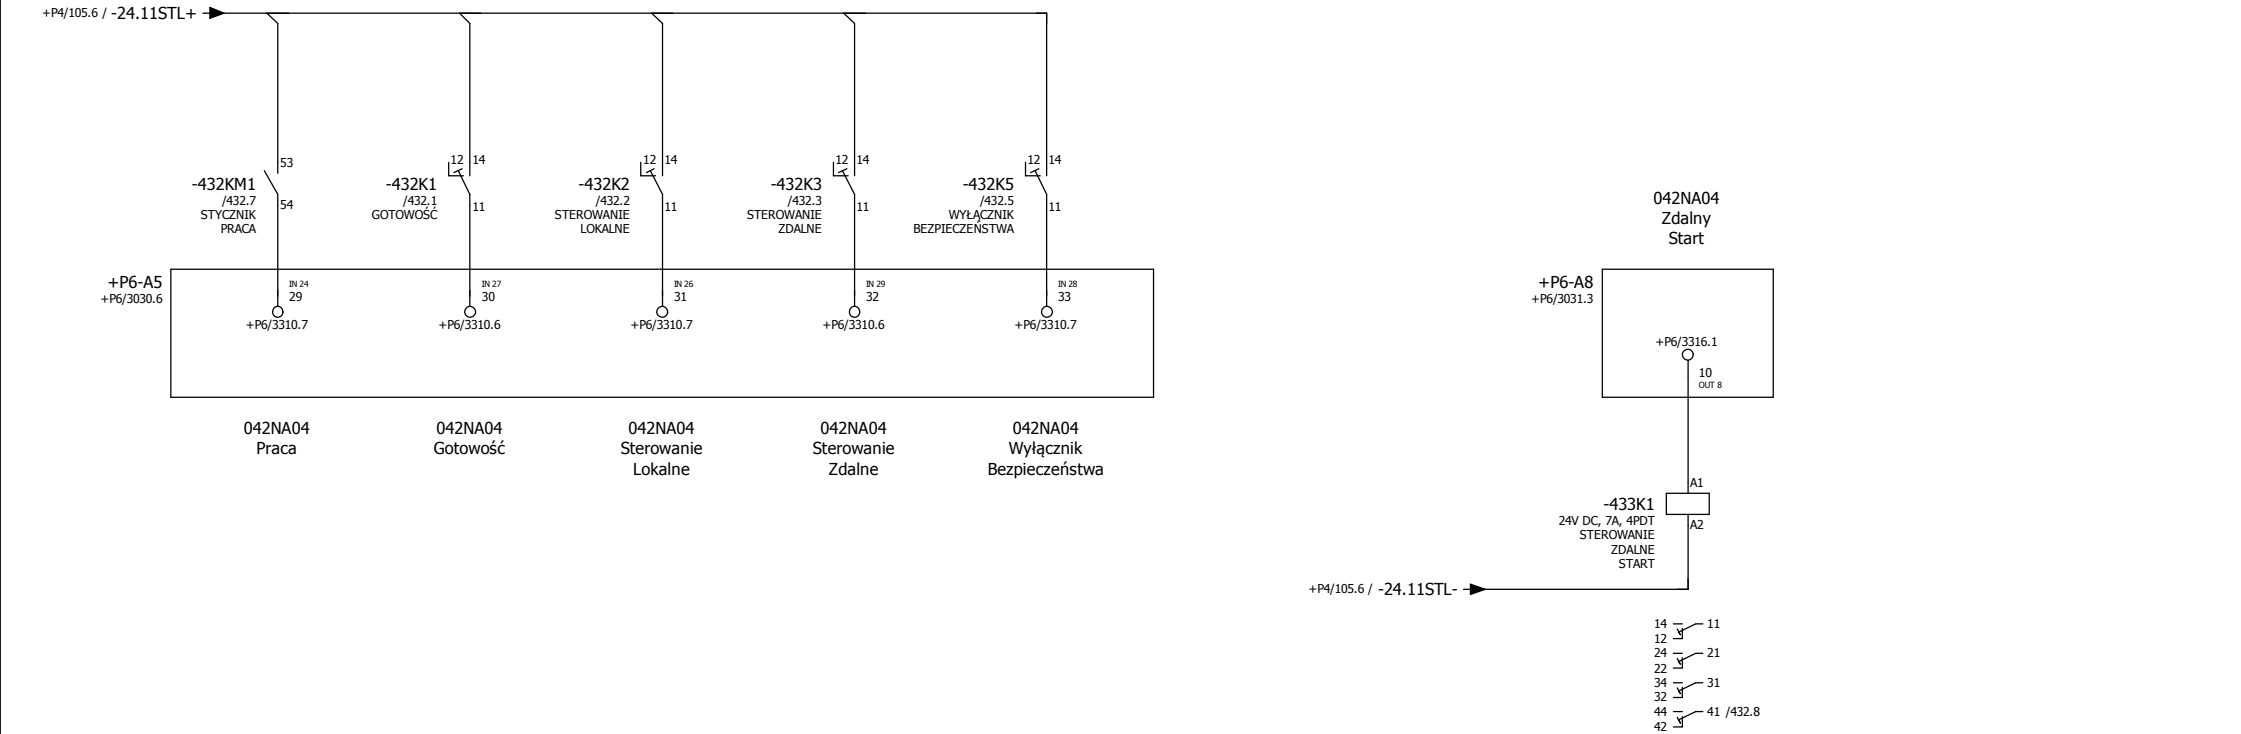 +P4/105.6 / -24.11STL+
53
54
-432KM1
/432.7
STYCZNIK
PRACA
12 14
11
-432K1
/432.1
GOTOWOŚĆ
12 14
11
-432K2
/432.2
STEROWANIE
LOKALNE
12 14
11
-432K3
/432.3
STEROWANIE
ZDALNE
12 14
11
-432K5
/432.5
WYŁĄCZNIK
BEZPIECZEŃSTWA
+P6-A5
+P6/3030.6
IN 24
29
+P6/3310.7
IN 27
30
+P6/3310.6
IN 26
31
+P6/3310.7
IN 29
32
+P6/3310.6
IN 28
33
+P6/3310.7
042NA04
Praca
042NA04
Gotowość
042NA04
Sterowanie
Lokalne
042NA04
Sterowanie
Zdalne
042NA04
Wyłącznik
Bezpieczeństwa
042NA04
Zdalny
Start
+P6-A8
+P6/3031.3
+P6/3316.1
10
OUT 8
A1
A2
-433K1
24V DC, 7A, 4PDT
STEROWANIE
ZDALNE
START
+P4/105.6 / -24.11STL-
14 11
12
24 21
22
34 31
32
44 41 /432.8
42